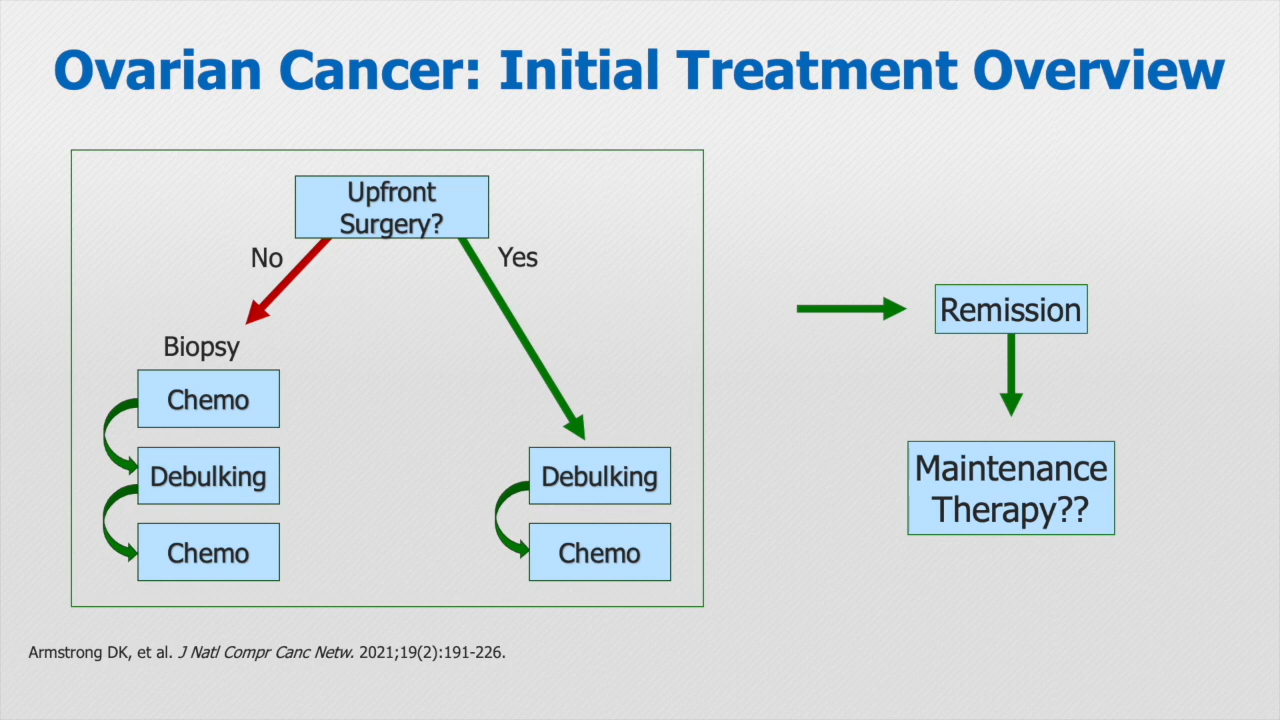 Ovarian Cancer: Initial Treatment Overview
Upfront
Surgery?
No
Yes
Biopsy
Chemo
Debulking
Chemo
Debulking
Chemo
Remission
Maintenance
Therapy??
Armstrong DK, et al. J Natl Compr Canc Netw. 2021;19(2):191-226.